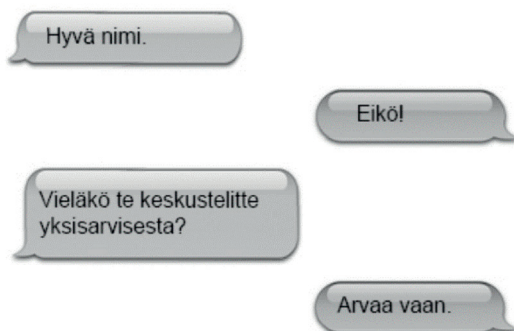 Hyvä nimi.
Eikö!
Vieläkö te keskustelitte
yksisarvisesta?
Arvaa vaan.